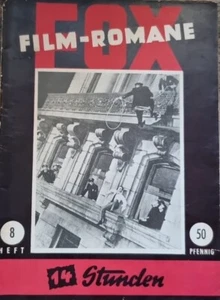 FOX
FILM-ROMANE
8
HEFT
50
PFENNIG
14 Stunden